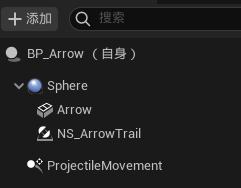 + 添加 搜索
BP_Arrow （自身）
Sphere
Arrow
NS_ArrowTrail
ProjectileMovement